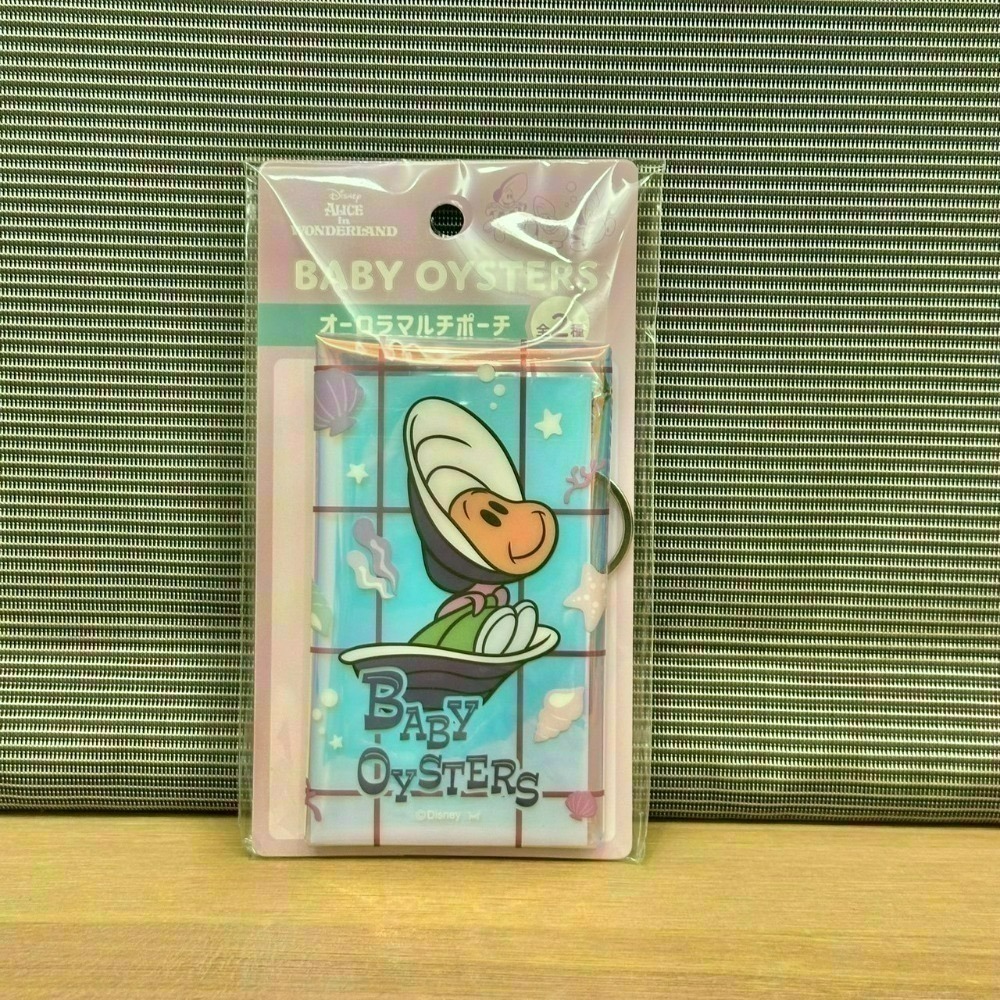 Disney
ALICE
in
WONDERLAND
BABY OYSTERS
オーロラマルチポーチ
全2種
BABY
OYSTERS
©Disney